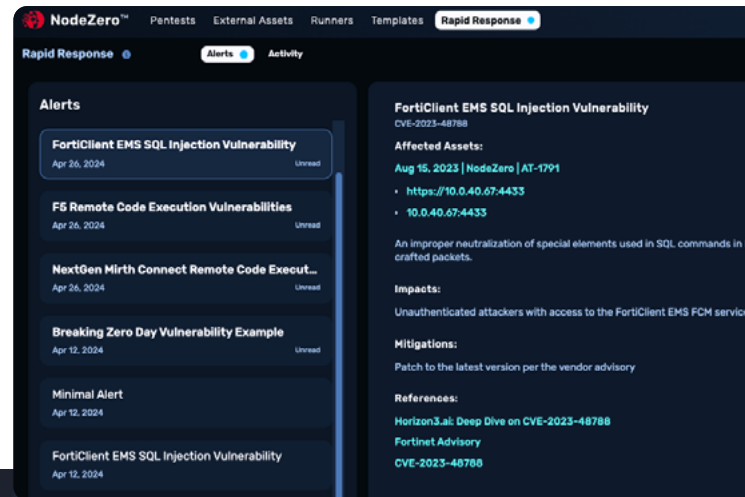 NodeZero™ Pentests External Assets Runners Templates Rapid Response
Rapid Response Alerts Activity
Alerts
FortiClient EMS SQL Injection Vulnerability
Apr 26, 2024 Unread
F5 Remote Code Execution Vulnerabilities
Apr 26, 2024 Unread
NextGen Mirth Connect Remote Code Execut...
Apr 26, 2024 Unread
Breaking Zero Day Vulnerability Example
Apr 12, 2024 Unread
Minimal Alert
Apr 12, 2024
FortiClient EMS SQL Injection Vulnerability
Apr 12, 2024
FortiClient EMS SQL Injection Vulnerability
CVE-2023-48788
Affected Assets:
Aug 15, 2023 | NodeZero | AT-1791
• https://10.0.40.67:4433
• 10.0.40.67:4433
An improper neutralization of special elements used in SQL commands in
crafted packets.
Impacts:
Unauthenticated attackers with access to the FortiClient EMS FCM service
Mitigations:
Patch to the latest version per the vendor advisory
References:
Horizon3.ai: Deep Dive on CVE-2023-48788
Fortinet Advisory
CVE-2023-48788